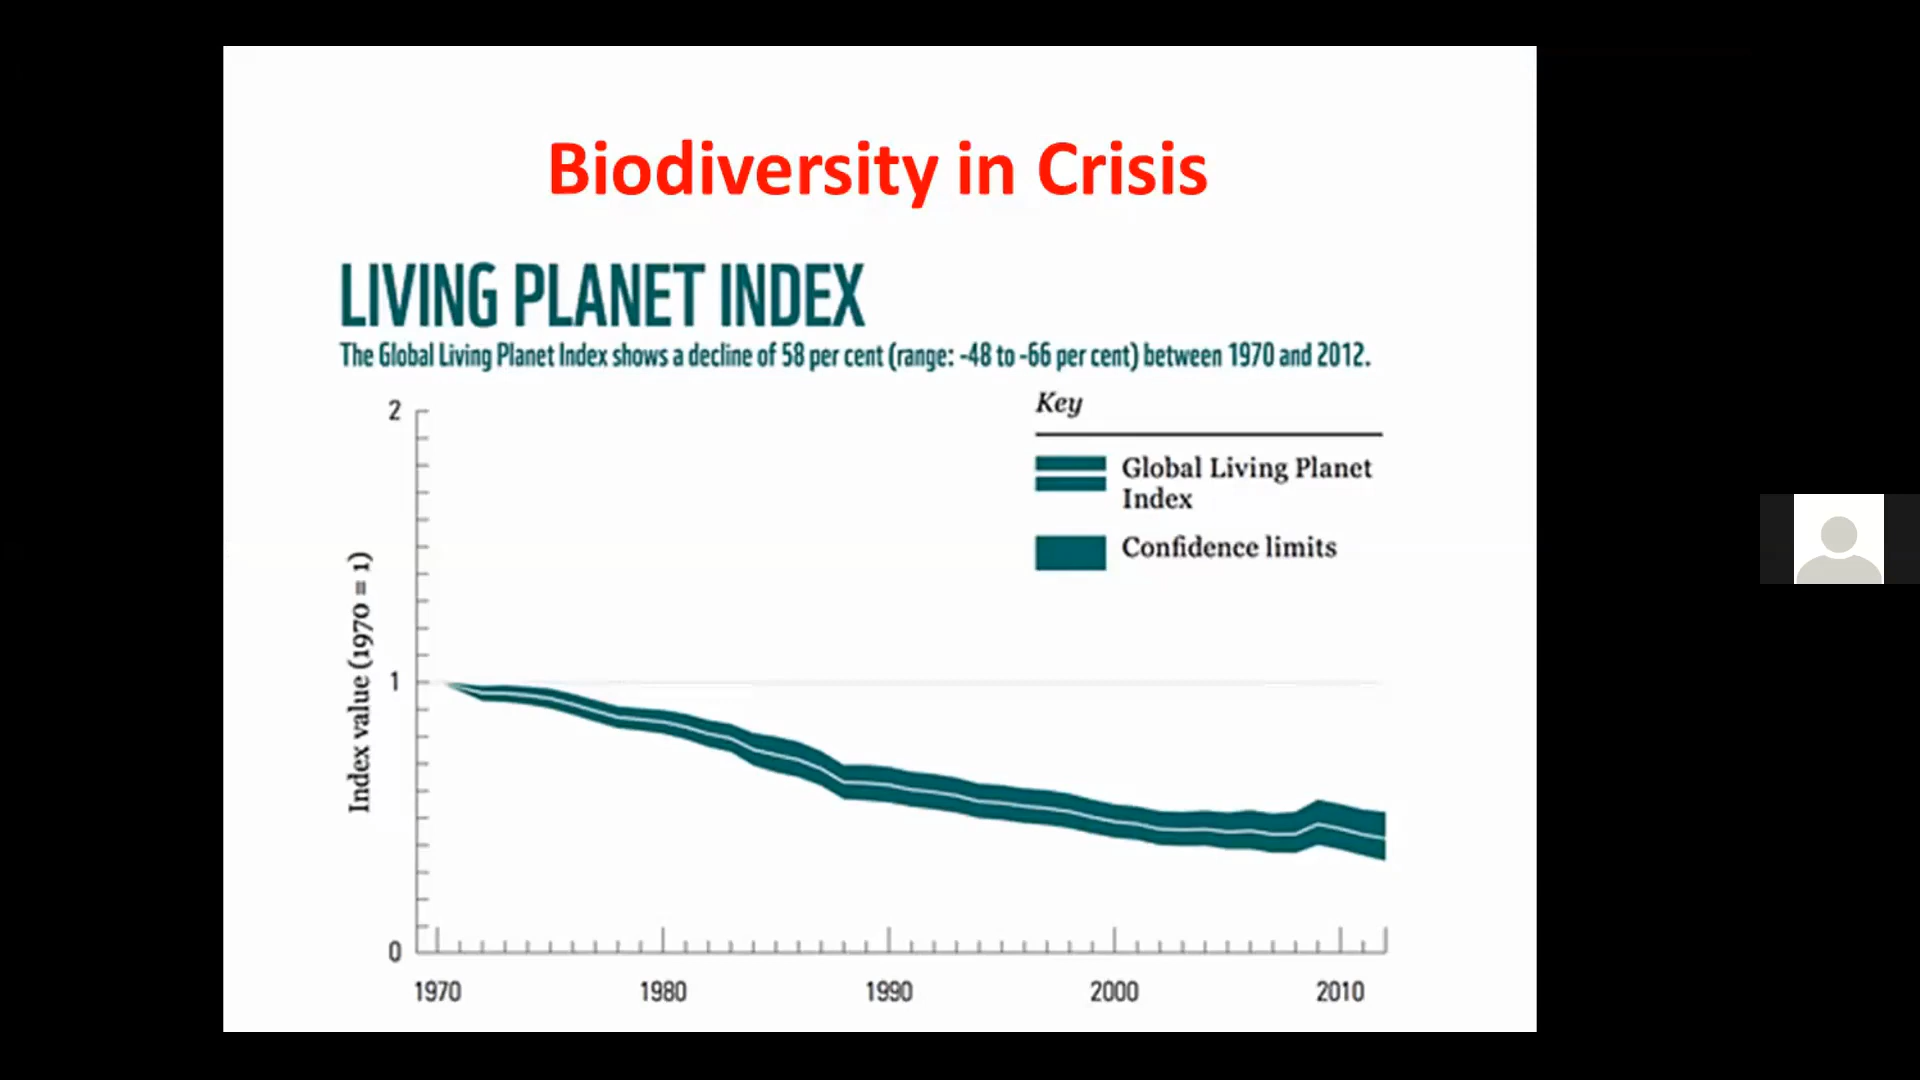 Biodiversity in Crisis
LIVING PLANET INDEX
The Global Living Planet Index shows a decline of 58 per cent (range: -48 to -66 per cent) between 1970 and 2012.
Key
Global Living Planet
Index
Confidence limits
Index value (1970 = 1)
2
1
0
1970
1980
1990
2000
2010